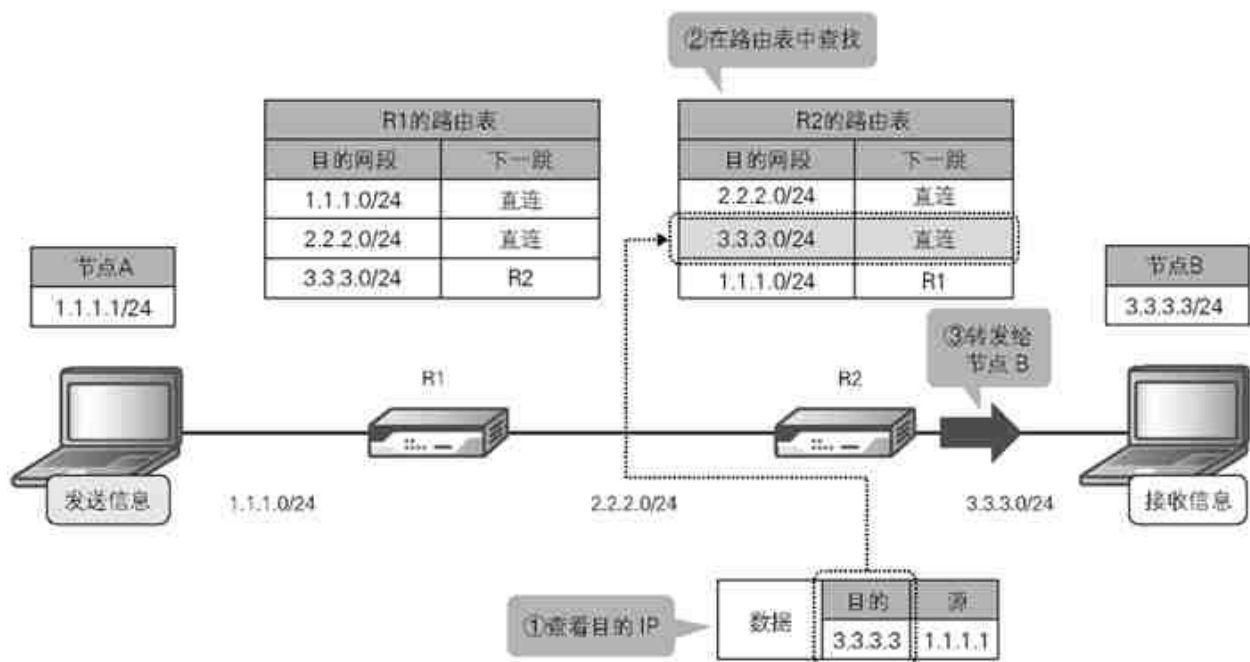 ②在路由表中查找
R1的路由表
目的网段 下一跳
1.1.1.0/24 直连
2.2.2.0/24 直连
3.3.3.0/24 R2
R2的路由表
目的网段 下一跳
2.2.2.0/24 直连
3.3.3.0/24 直连
1.1.1.0/24 R1
节点A
1.1.1.1/24
节点B
3.3.3.3/24
③转发给
节点 B
R1
R2
发送信息
1.1.1.0/24
2.2.2.0/24
3.3.3.0/24
接收信息
①查看目的 IP
数据
目的 源
3.3.3.3 1.1.1.1